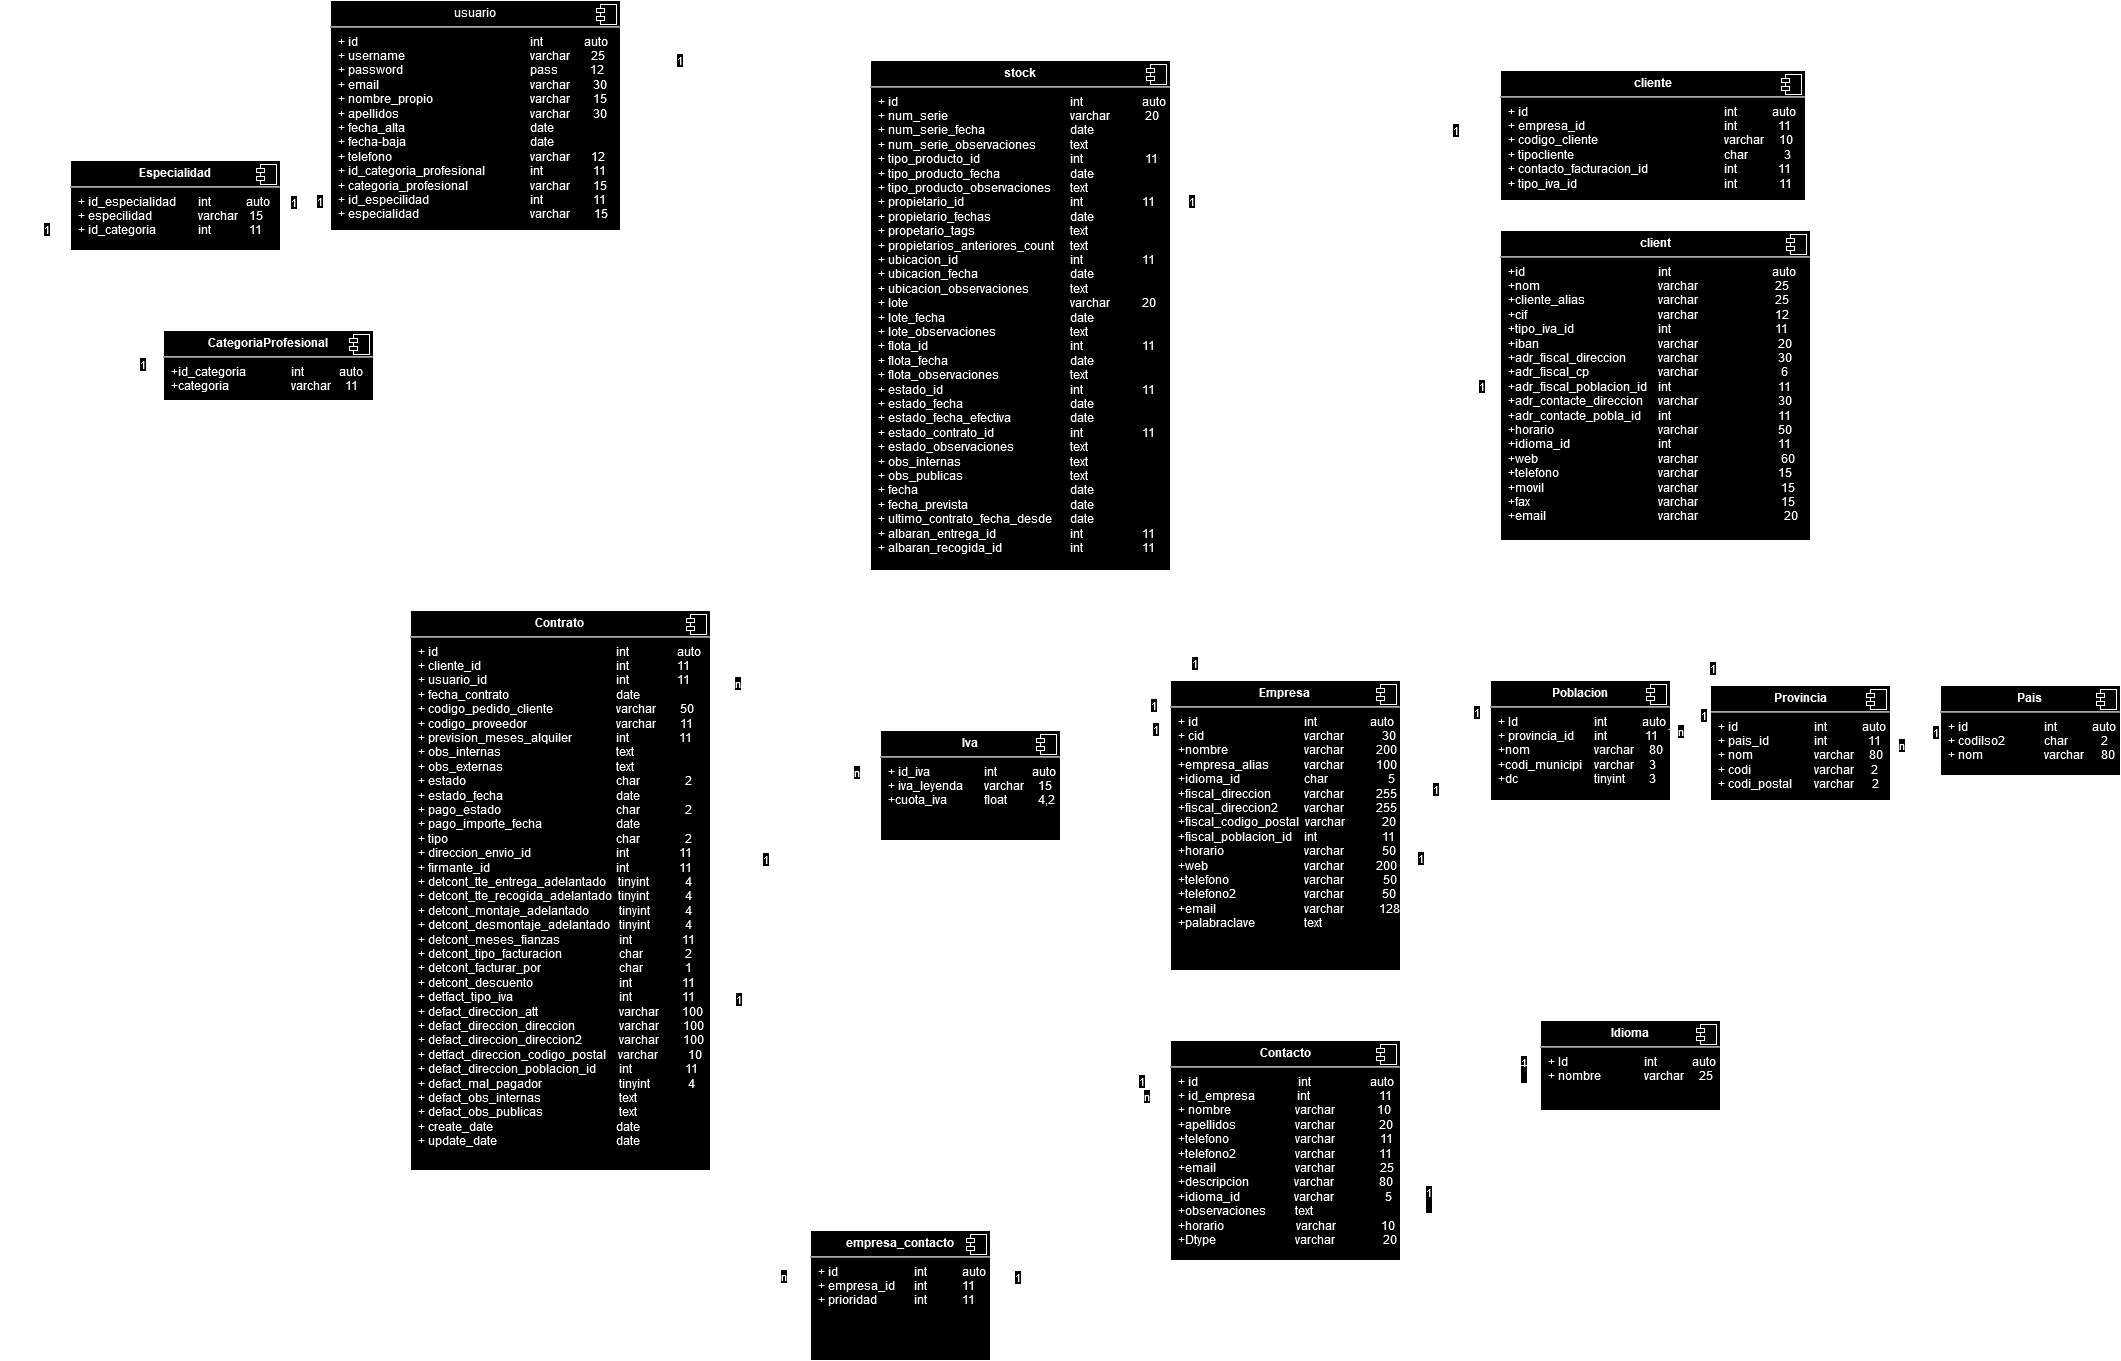 usuario
+ id int auto
+ username varchar 25
+ password pass 12
+ email varchar 30
+ nombre_propio varchar 15
+ apellidos varchar 30
+ fecha_alta date
+ fecha-baja date
+ telefono varchar 12
+ id_categoria_profesional int 11
+ categoria_profesional varchar 15
+ id_especilidad int 11
+ especialidad varchar 15
1
stock
+ id int auto
+ num_serie varchar 20
+ num_serie_fecha date
+ num_serie_observaciones text
+ tipo_producto_id int 11
+ tipo_producto_fecha date
+ tipo_producto_observaciones text
+ propietario_id int 11
+ propietario_fechas date
+ propetario_tags text
+ propietarios_anteriores_count text
+ ubicacion_id int 11
+ ubicacion_fecha date
+ ubicacion_observaciones text
+ lote varchar 20
+ lote_fecha date
+ lote_observaciones text
+ flota_id int 11
+ flota_fecha date
+ flota_observaciones text
+ estado_id int 11
+ estado_fecha date
+ estado_fecha_efectiva date
+ estado_contrato_id int 11
+ estado_observaciones text
+ obs_internas text
+ obs_publicas text
+ fecha date
+ fecha_prevista date
+ ultimo_contrato_fecha_desde date
+ albaran_entrega_id int 11
+ albaran_recogida_id int 11
1
cliente
+ id int auto
+ empresa_id int 11
+ codigo_cliente varchar 10
+ tipocliente char 3
+ contacto_facturacion_id int 11
+ tipo_iva_id int 11
1
Especialidad
+ id_especialidad int auto
+ especilidad varchar 15
+ id_categoria int 11
1
1
1
client
+id int auto
+nom varchar 25
+cliente_alias varchar 25
+cif varchar 12
+tipo_iva_id int 11
+iban varchar 20
+adr_fiscal_direccion varchar 30
+adr_fiscal_cp varchar 6
+adr_fiscal_poblacion_id int 11
+adr_contacte_direccion varchar 30
+adr_contacte_pobla_id int 11
+horario varchar 50
+idioma_id int 11
+web varchar 60
+telefono varchar 15
+movil varchar 15
+fax varchar 15
+email varchar 20
1
CategoriaProfesional
+id_categoria int auto
+categoria varchar 11
1
Contrato
+ id int auto
+ cliente_id int 11
+ usuario_id int 11
+ fecha_contrato date
+ codigo_pedido_cliente varchar 50
+ codigo_proveedor varchar 11
+ prevision_meses_alquiler int 11
+ obs_internas text
+ obs_externas text
+ estado char 2
+ estado_fecha date
+ pago_estado char 2
+ pago_importe_fecha date
+ tipo char 2
+ direccion_envio_id int 11
+ firmante_id int 11
+ detcont_tte_entrega_adelantado tinyint 4
+ detcont_tte_recogida_adelantado tinyint 4
+ detcont_montaje_adelantado tinyint 4
+ detcont_desmontaje_adelantado tinyint 4
+ detcont_meses_fianzas int 11
+ detcont_tipo_facturacion char 2
+ detcont_facturar_por char 1
+ detcont_descuento int 11
+ detfact_tipo_iva int 11
+ defact_direccion_att varchar 100
+ defact_direccion_direccion varchar 100
+ defact_direccion_direccion2 varchar 100
+ detfact_direccion_codigo_postal varchar 10
+ defact_direccion_poblacion_id int 11
+ defact_mal_pagador tinyint 4
+ defact_obs_internas text
+ defact_obs_publicas text
+ create_date date
+ update_date date
n
1
1
Iva
+ id_iva int auto
+ iva_leyenda varchar 15
+cuota_iva float 4,2
n
Empresa
+ id int auto
+ cid varchar 30
+nombre varchar 200
+empresa_alias varchar 100
+idioma_id char 5
+fiscal_direccion varchar 255
+fiscal_direccion2 varchar 255
+fiscal_codigo_postal varchar 20
+fiscal_poblacion_id int 11
+horario varchar 50
+web varchar 200
+telefono varchar 50
+telefono2 varchar 50
+email varchar 128
+palabraclave text
1
1
1
1
1
Poblacion
+ Id int auto
+ provincia_id int 11
+nom varchar 80
+codi_municipi varchar 3
+dc tinyint 3
1
n
Provincia
+ id int auto
+ pais_id int 11
+ nom varchar 80
+ codi varchar 2
+ codi_postal varchar 2
1
1
n
Pais
+ id int auto
+ codiIso2 char 2
+ nom varchar 80
1
Contacto
+ id int auto
+ id_empresa int 11
+ nombre varchar 10
+apellidos varchar 20
+telefono varchar 11
+telefono2 varchar 11
+email varchar 25
+descripcion varchar 80
+idioma_id varchar 5
+observaciones text
+horario varchar 10
+Dtype varchar 20
1
n
1
Idioma
+ Id int auto
+ nombre varchar 25
1
empresa_contacto
+ id int auto
+ empresa_id int 11
+ prioridad int 11
n
1